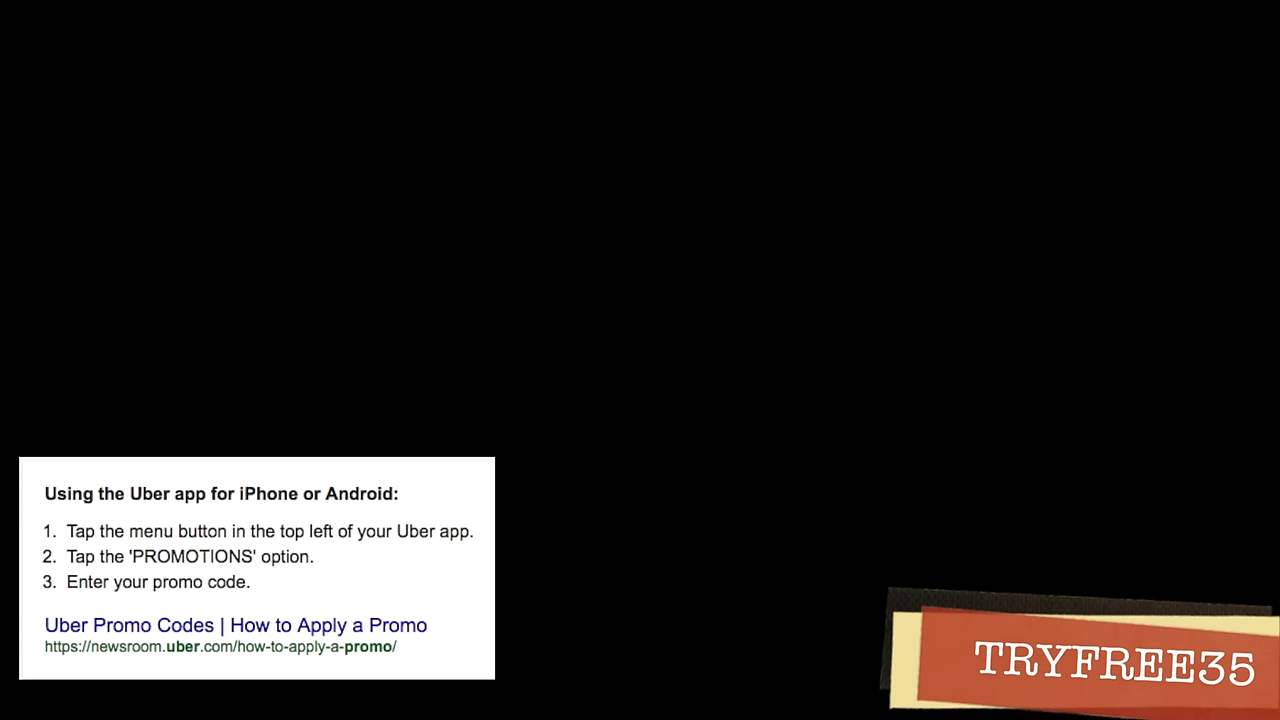 Using the Uber app for iPhone or Android:
1. Tap the menu button in the top left of your Uber app.
2. Tap the 'PROMOTIONS' option.
3. Enter your promo code.
Uber Promo Codes | How to Apply a Promo
https://newsroom.uber.com/how-to-apply-a-promo/
TRYFREE35